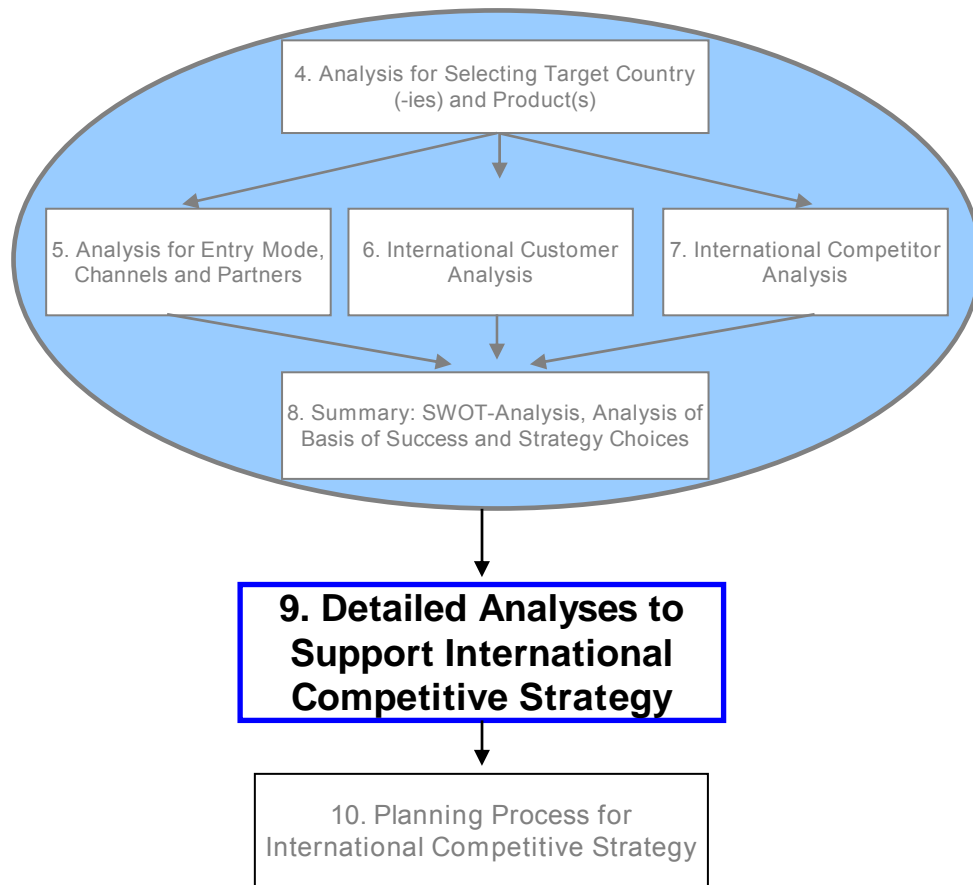 4. Analysis for Selecting Target Country
(-ies) and Product(s)
5. Analysis for Entry Mode,
Channels and Partners
6. International Customer
Analysis
7. International Competitor
Analysis
8. Summary: SWOT-Analysis, Analysis of
Basis of Success and Strategy Choices
9. Detailed Analyses to
Support International
Competitive Strategy
10. Planning Process for
International Competitive Strategy